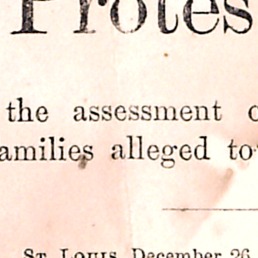 Protes
the assessment o
amilies alleged to
St. Louis, December 26